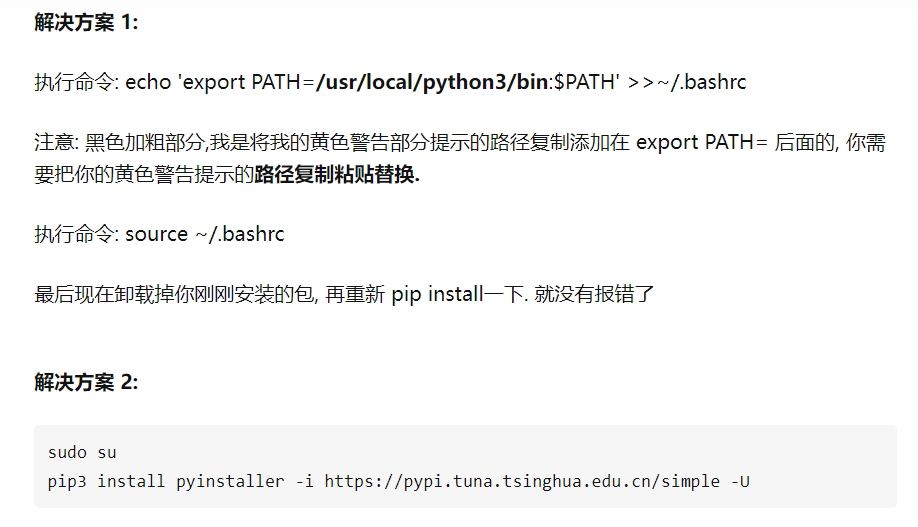 解决方案 1:
执行命令: echo 'export PATH=/usr/local/python3/bin:$PATH' >>~/.bashrc
注意: 黑色加粗部分,我是将我的黄色警告部分提示的路径复制添加在 export PATH= 后面的, 你需
要把你的黄色警告提示的路径复制粘贴替换.
执行命令: source ~/.bashrc
最后现在卸载掉你刚刚安装的包, 再重新 pip install一下. 就没有报错了
解决方案 2:
sudo su
pip3 install pyinstaller -i https://pypi.tuna.tsinghua.edu.cn/simple -U